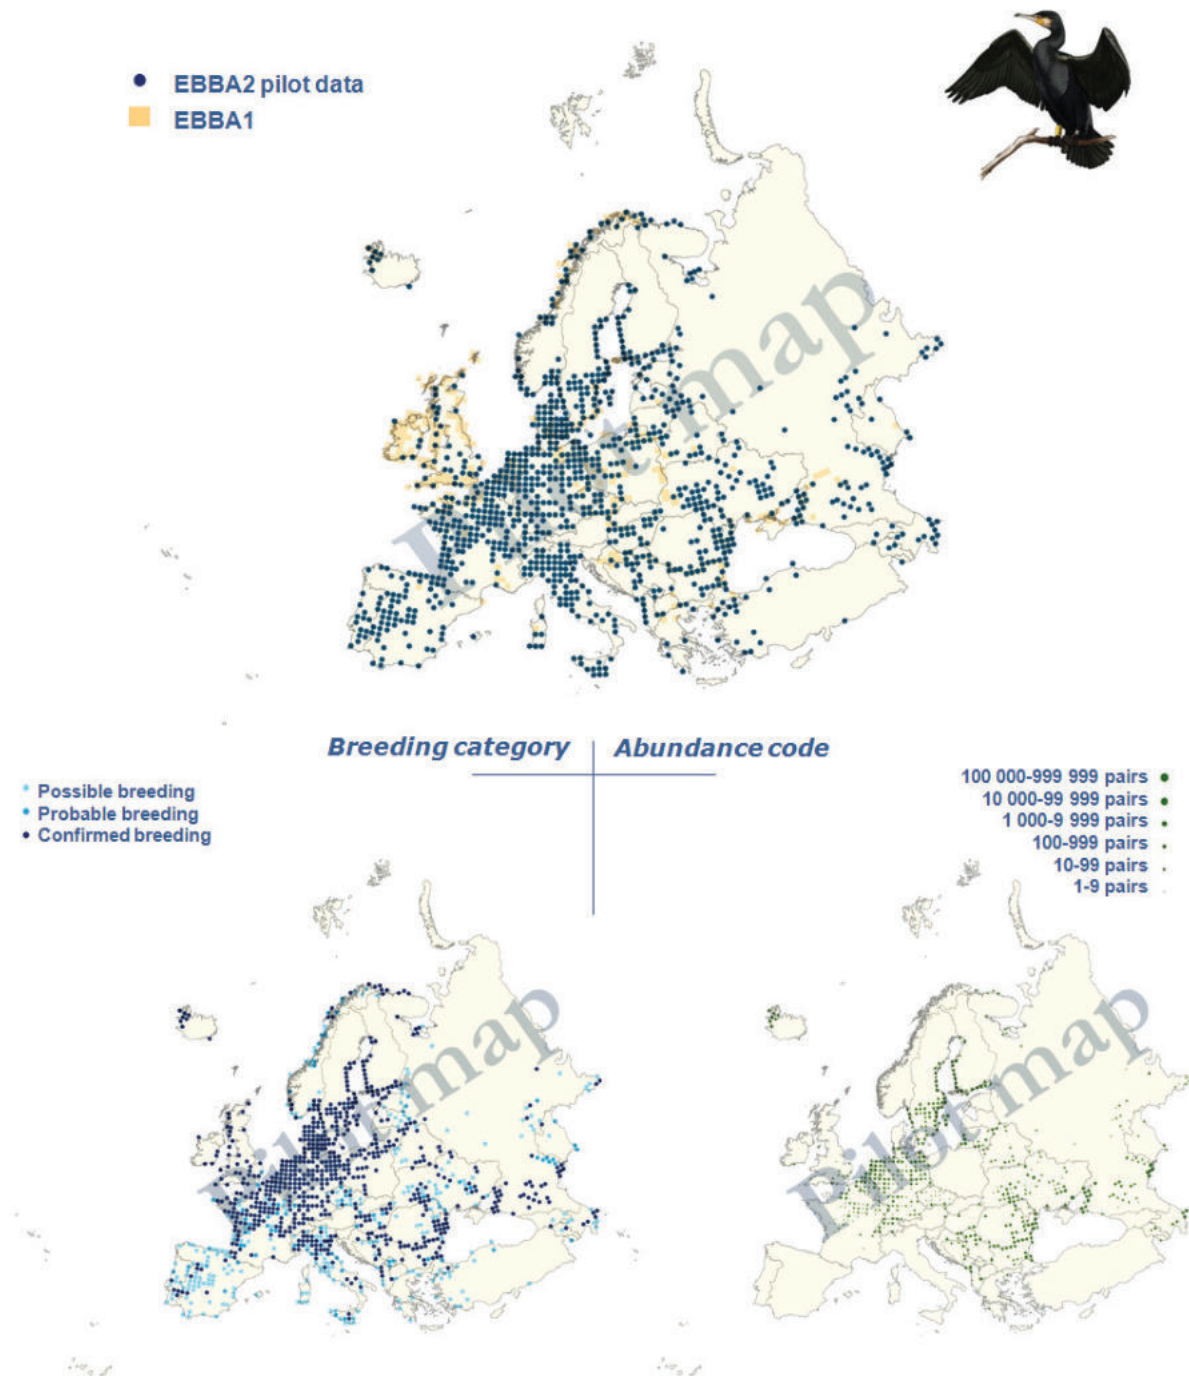 EBBA2 pilot data
EBBA1
Pilot map
Breeding category
Abundance code
Possible breeding
Probable breeding
Confirmed breeding
100 000-999 999 pairs
10 000-99 999 pairs
1 000-9 999 pairs
100-999 pairs
10-99 pairs
1-9 pairs
Pilot map
Pilot map